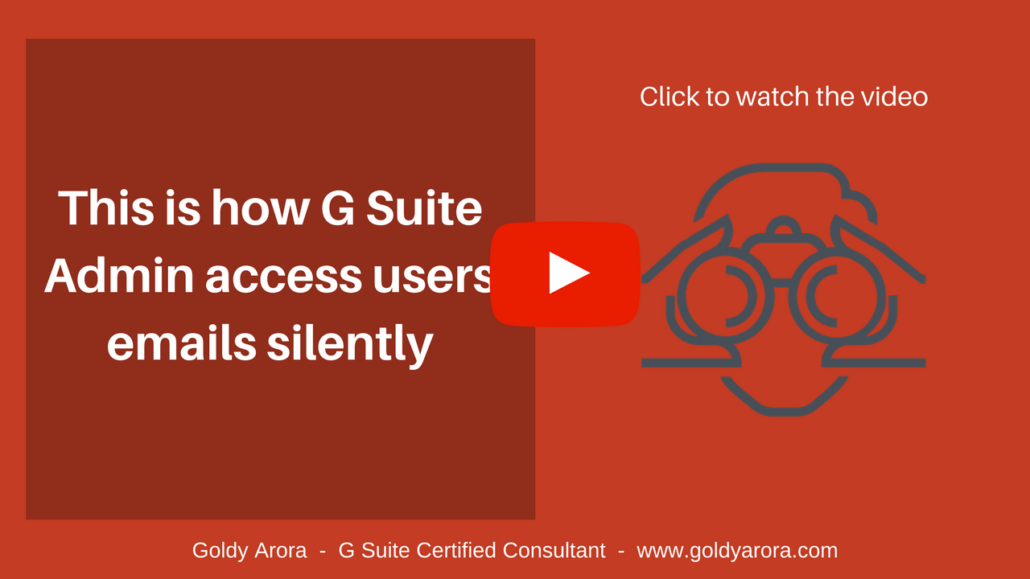 Click to watch the video
This is how G Suite
Admin access users
emails silently
Goldy Arora - G Suite Certified Consultant - www.goldyarora.com